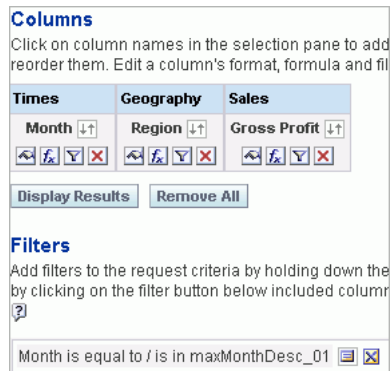 Columns
Click on column names in the selection pane to add
reorder them. Edit a column's format, formula and fil
Times Geography Sales
Month Region Gross Profit
Display Results Remove All
Filters
Add filters to the request criteria by holding down the
by clicking on the filter button below included column
Month is equal to / is in maxMonthDesc_01